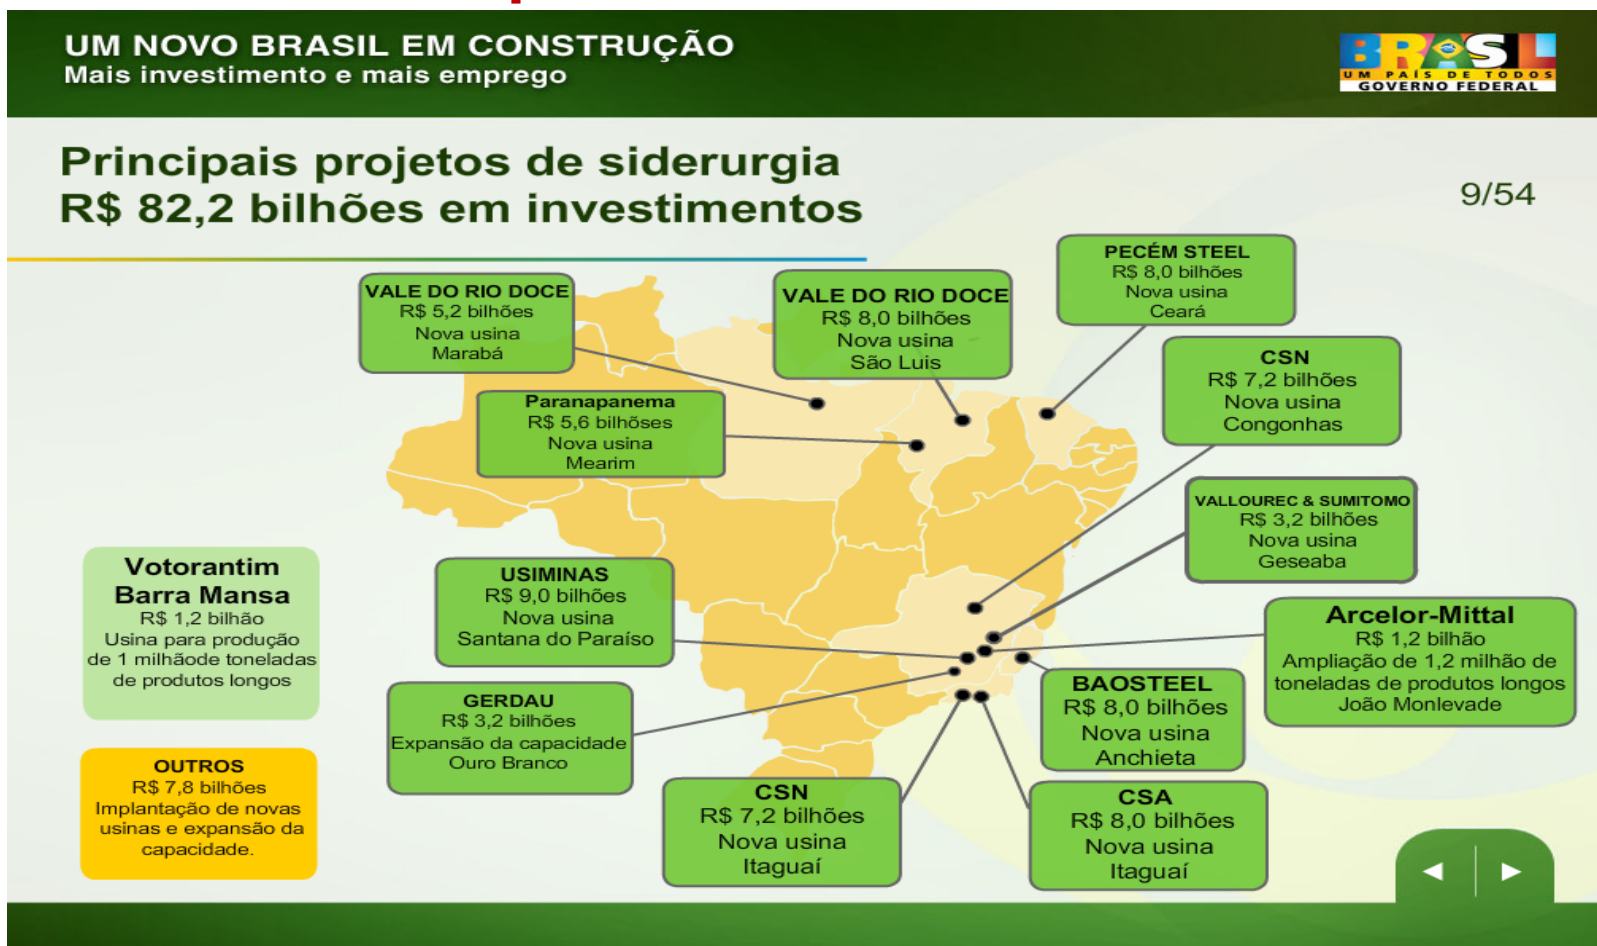 UM NOVO BRASIL EM CONSTRUÇÃO
Mais investimento e mais emprego
BRASIL
UM PAÍS DE TODOS
GOVERNO FEDERAL
Principais projetos de siderurgia
R$ 82,2 bilhões em investimentos
9/54
VALE DO RIO DOCE
R$ 5,2 bilhões
Nova usina
Marabá
VALE DO RIO DOCE
R$ 8,0 bilhões
Nova usina
São Luis
PECÉM STEEL
R$ 8,0 bilhões
Nova usina
Ceará
CSN
R$ 7,2 bilhões
Nova usina
Congonhas
Paranapanema
R$ 5,6 bilhõses
Nova usina
Mearim
VALLOUREC & SUMITOMO
R$ 3,2 bilhões
Nova usina
Geseaba
Votorantim
Barra Mansa
R$ 1,2 bilhão
Usina para produção
de 1 milhãode toneladas
de produtos longos
USIMINAS
R$ 9,0 bilhões
Nova usina
Santana do Paraíso
Arcelor-Mittal
R$ 1,2 bilhão
Ampliação de 1,2 milhão de
toneladas de produtos longos
João Monlevade
GERDAU
R$ 3,2 bilhões
Expansão da capacidade
Ouro Branco
BAOSTEEL
R$ 8,0 bilhões
Nova usina
Anchieta
OUTROS
R$ 7,8 bilhões
Implantação de novas
usinas e expansão da
capacidade.
CSN
R$ 7,2 bilhões
Nova usina
Itaguaí
CSA
R$ 8,0 bilhões
Nova usina
Itaguaí